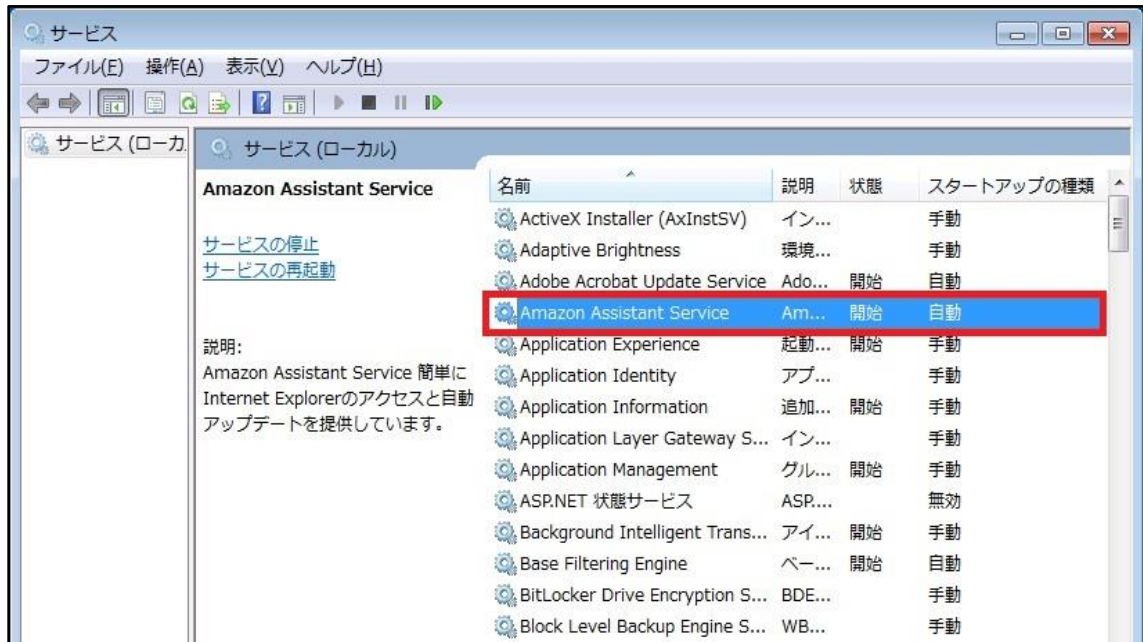 サービス
ファイル(F) 操作(A) 表示(V) ヘルプ(H)
サービス (ローカ
サービス (ローカル)
Amazon Assistant Service
サービスの停止
サービスの再起動
説明:
Amazon Assistant Service 簡単に
Internet Explorerのアクセスと自動
アップデートを提供しています。
名前 説明 状態 スタートアップの種類
ActiveX Installer (AxInstSV) イン... 手動
Adaptive Brightness 環境... 手動
Adobe Acrobat Update Service Ado... 開始 自動
Amazon Assistant Service Am... 開始 自動
Application Experience 起動... 開始 手動
Application Identity アプ... 手動
Application Information 追加... 開始 手動
Application Layer Gateway S... イン... 手動
Application Management グル... 開始 手動
ASP.NET 状態サービス ASP.... 無効
Background Intelligent Trans... アイ... 開始 手動
Base Filtering Engine ベー... 開始 自動
BitLocker Drive Encryption S... BDE... 手動
Block Level Backup Engine S... WB... 手動